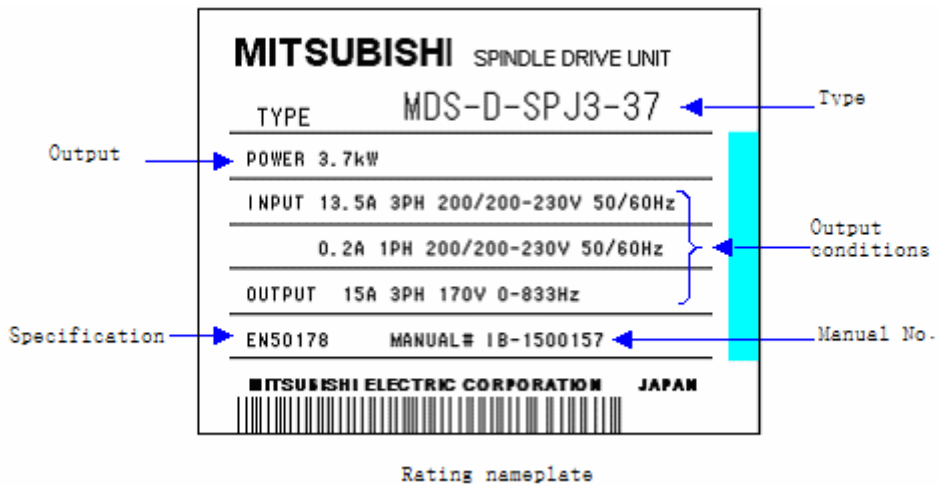 MITSUBISHI SPINDLE DRIVE UNIT
TYPE MDS-D-SPJ3-37
Type
Output
POWER 3.7kW
INPUT 13.5A 3PH 200/200-230V 50/60Hz
0.2A 1PH 200/200-230V 50/60Hz
Output
conditions
OUTPUT 15A 3PH 170V 0-833Hz
Specification
EN50178 MANUAL# IB-1500157
Manual No.
MITSUBISHI ELECTRIC CORPORATION JAPAN
Rating nameplate